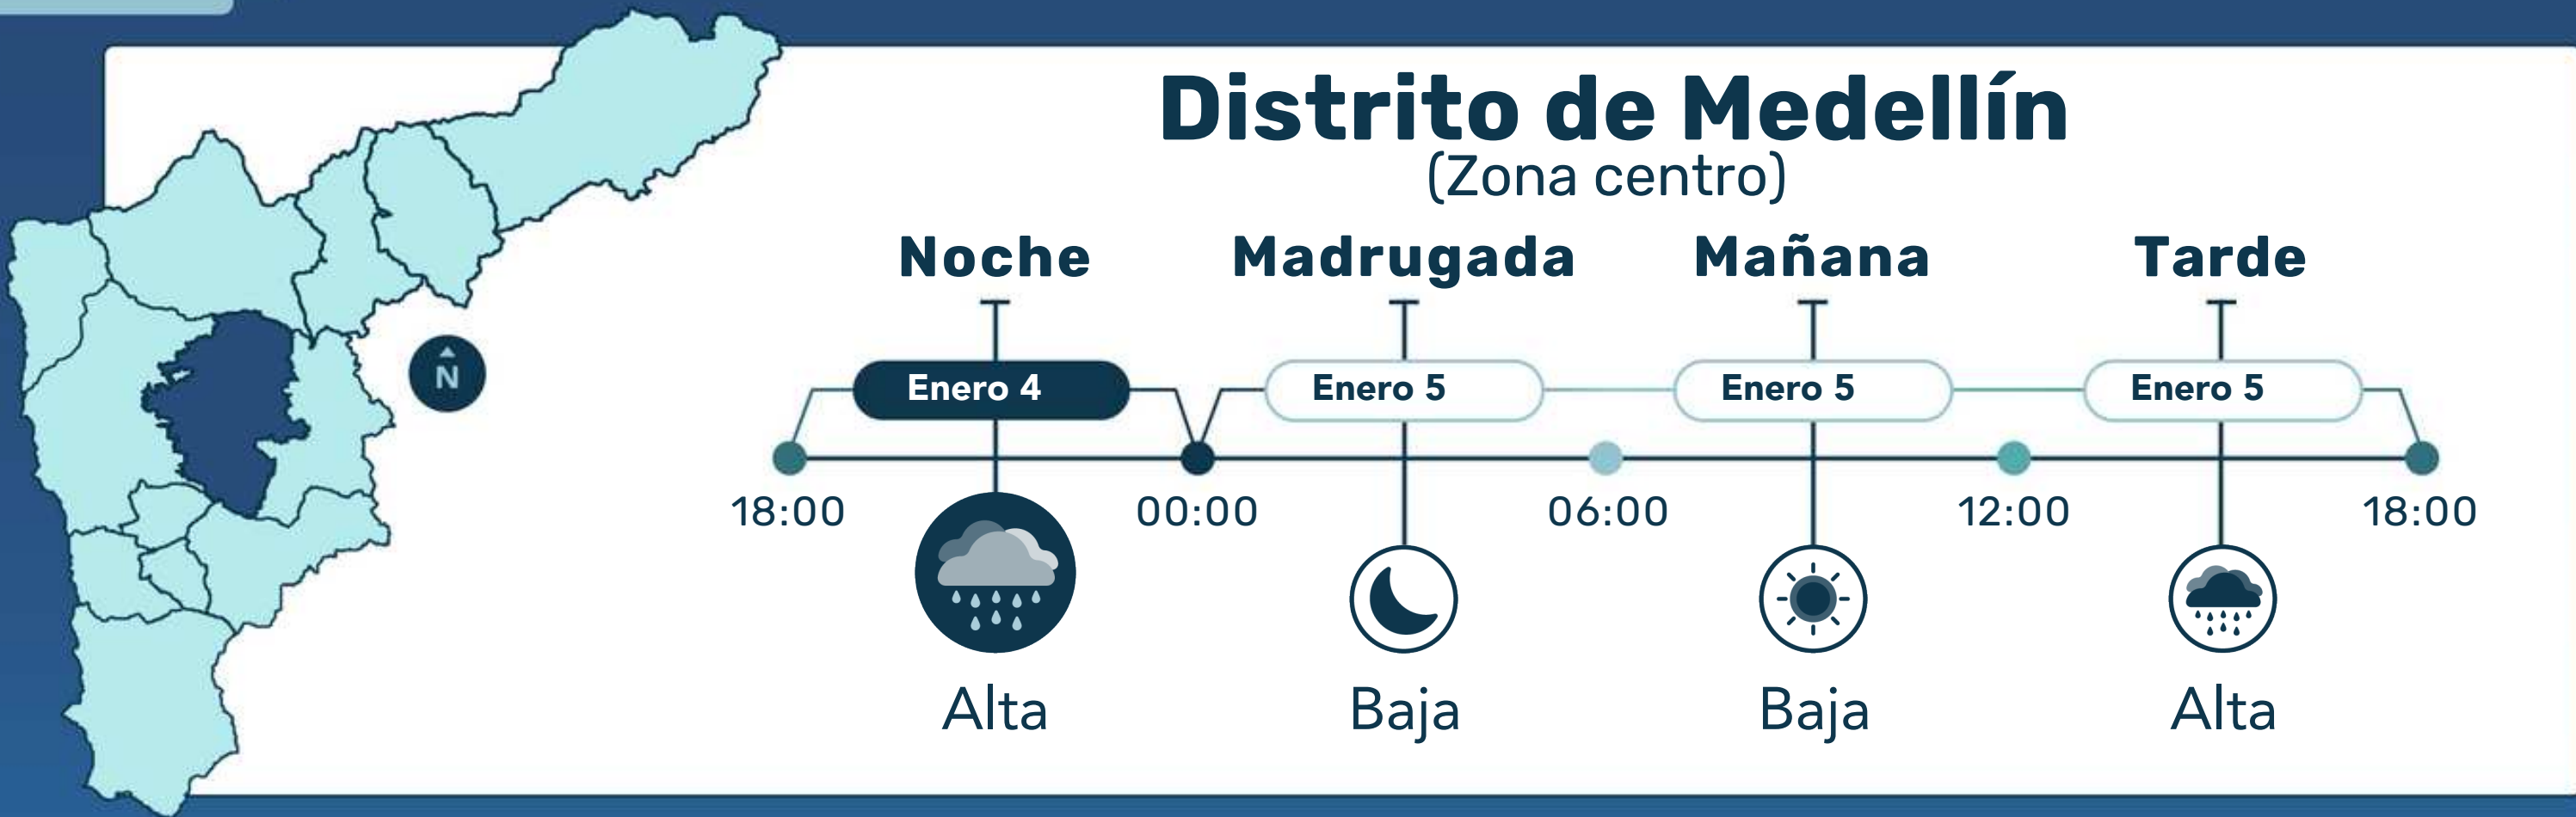 Distrito de Medellín
(Zona centro)
Noche Madrugada Mañana Tarde
N
Enero 4 Enero 5 Enero 5 Enero 5
18:00 00:00 06:00 12:00 18:00
Alta Baja Baja Alta